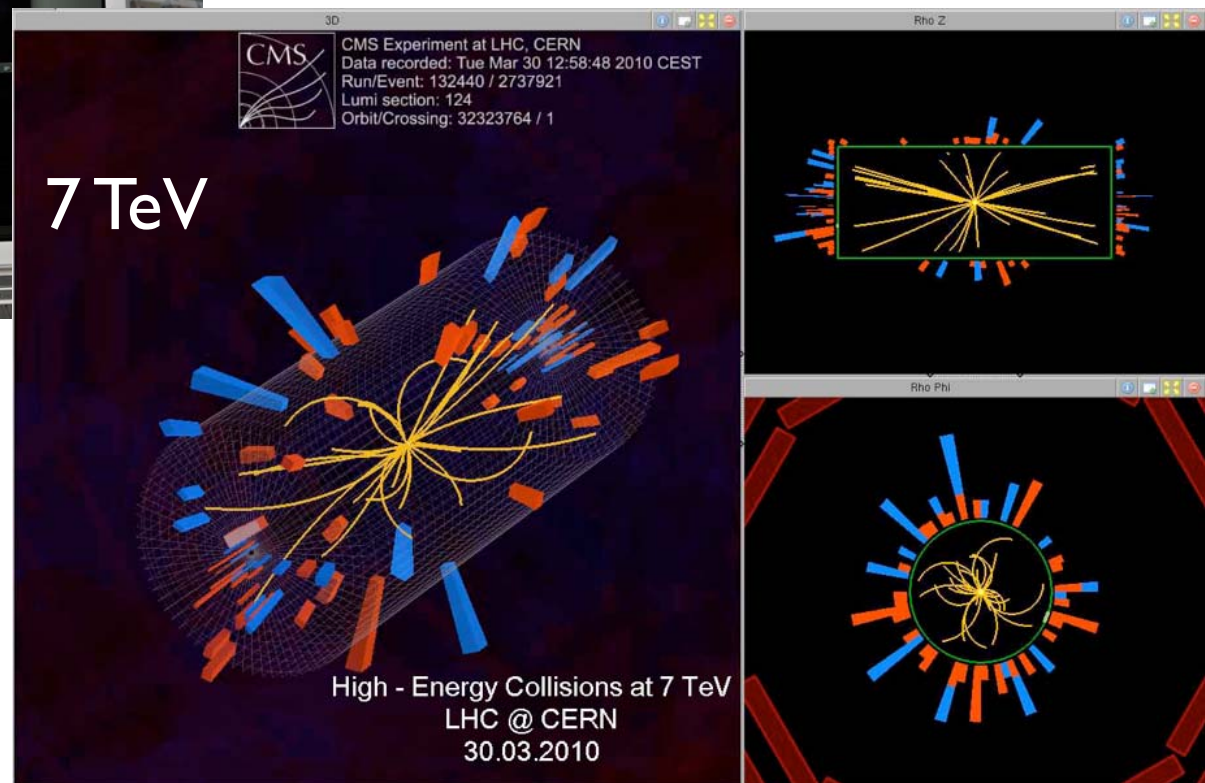 3D
CMS
CMS Experiment at LHC, CERN
Data recorded: Tue Mar 30 12:58:48 2010 CEST
Run/Event: 132440 / 2737921
Lumi section: 124
Orbit/Crossing: 32323764 / 1
7 TeV
High - Energy Collisions at 7 TeV
LHC @ CERN
30.03.2010
Rho Z
Rho Phi